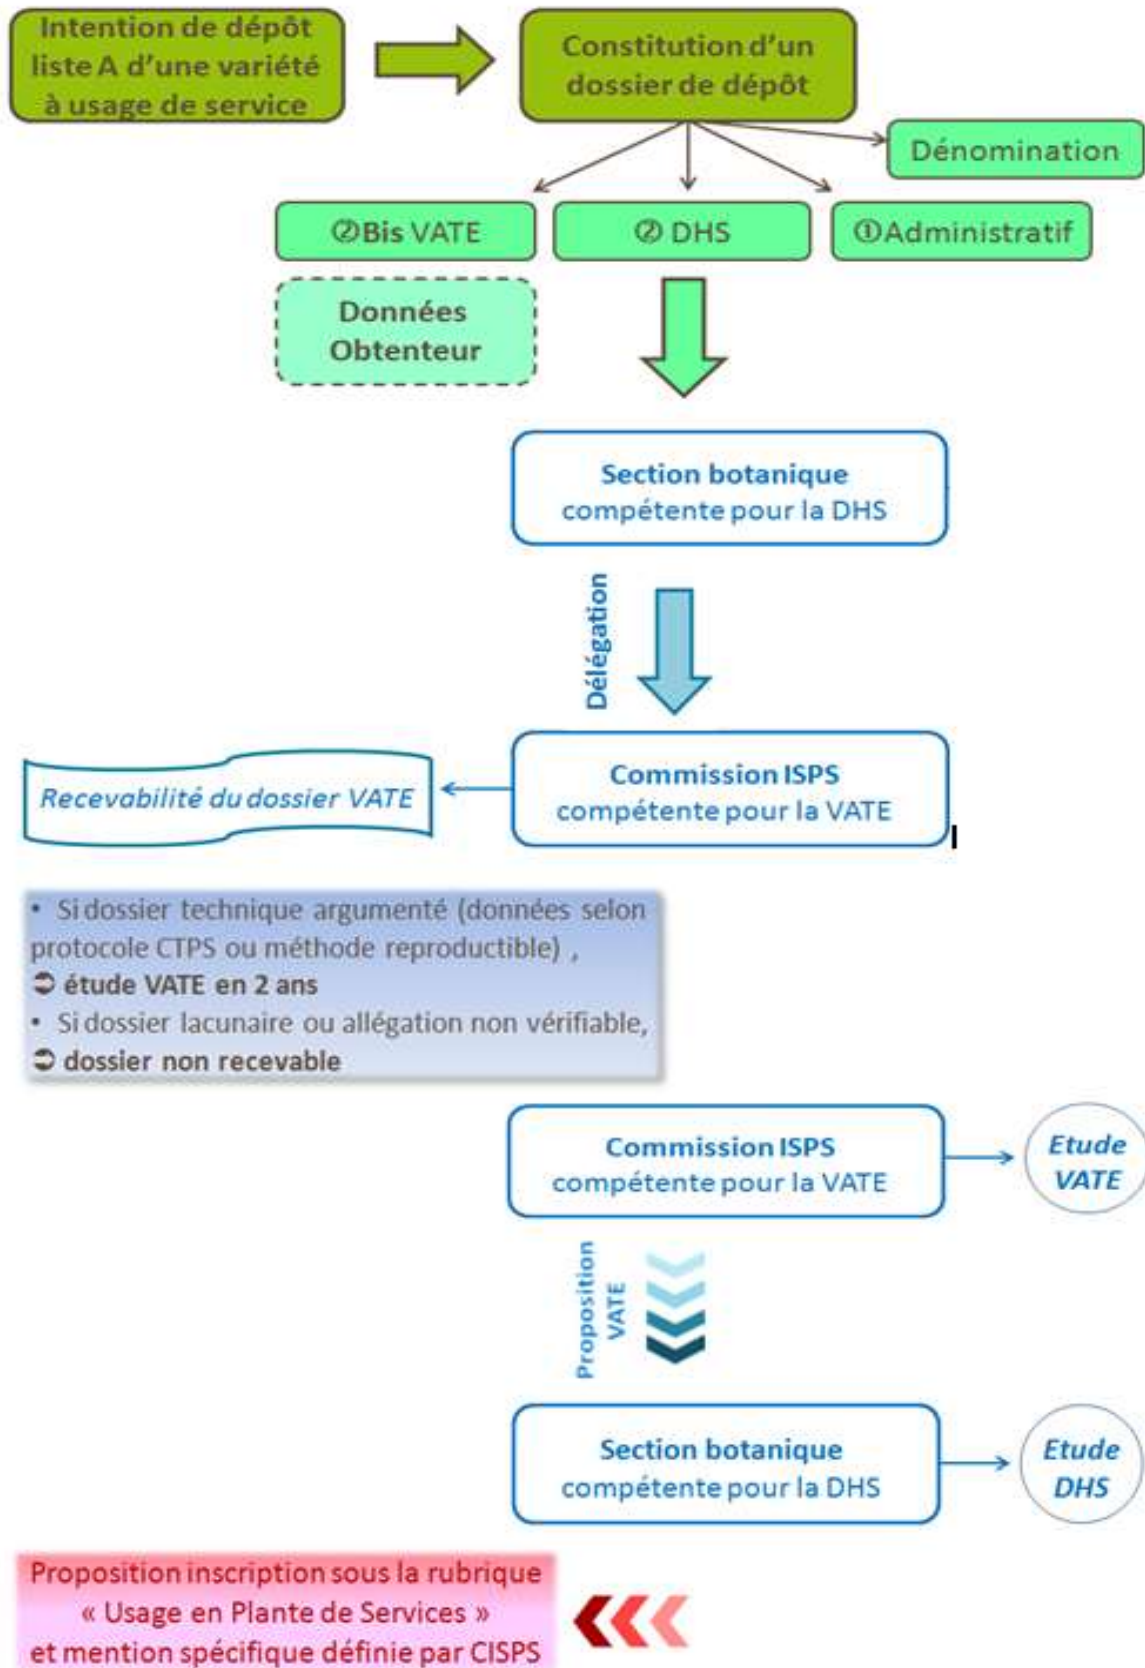 Intention de dépôt
liste A d'une variété
à usage de service
Constitution d'un
dossier de dépôt
Dénomination
②Bis VATE
② DHS
①Administratif
Données
Obtenteur
Section botanique
compétente pour la DHS
Délégation
Commission ISPS
compétente pour la VATE
Recevabilité du dossier VATE
• Si dossier technique argumenté (données selon
protocole CTPS ou méthode reproductible) ,
➲ étude VATE en 2 ans
• Si dossier lacunaire ou allégation non vérifiable,
➲ dossier non recevable
Commission ISPS
compétente pour la VATE
Etude
VATE
Proposition
VATE
Section botanique
compétente pour la DHS
Etude
DHS
Proposition inscription sous la rubrique
« Usage en Plante de Services »
et mention spécifique définie par CISPS